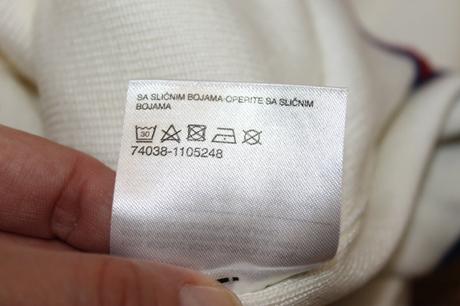 SA SLIČNIM BOJAMA-OPERITE SA SLIČNIM
BOJAMA
30
74038-1105248